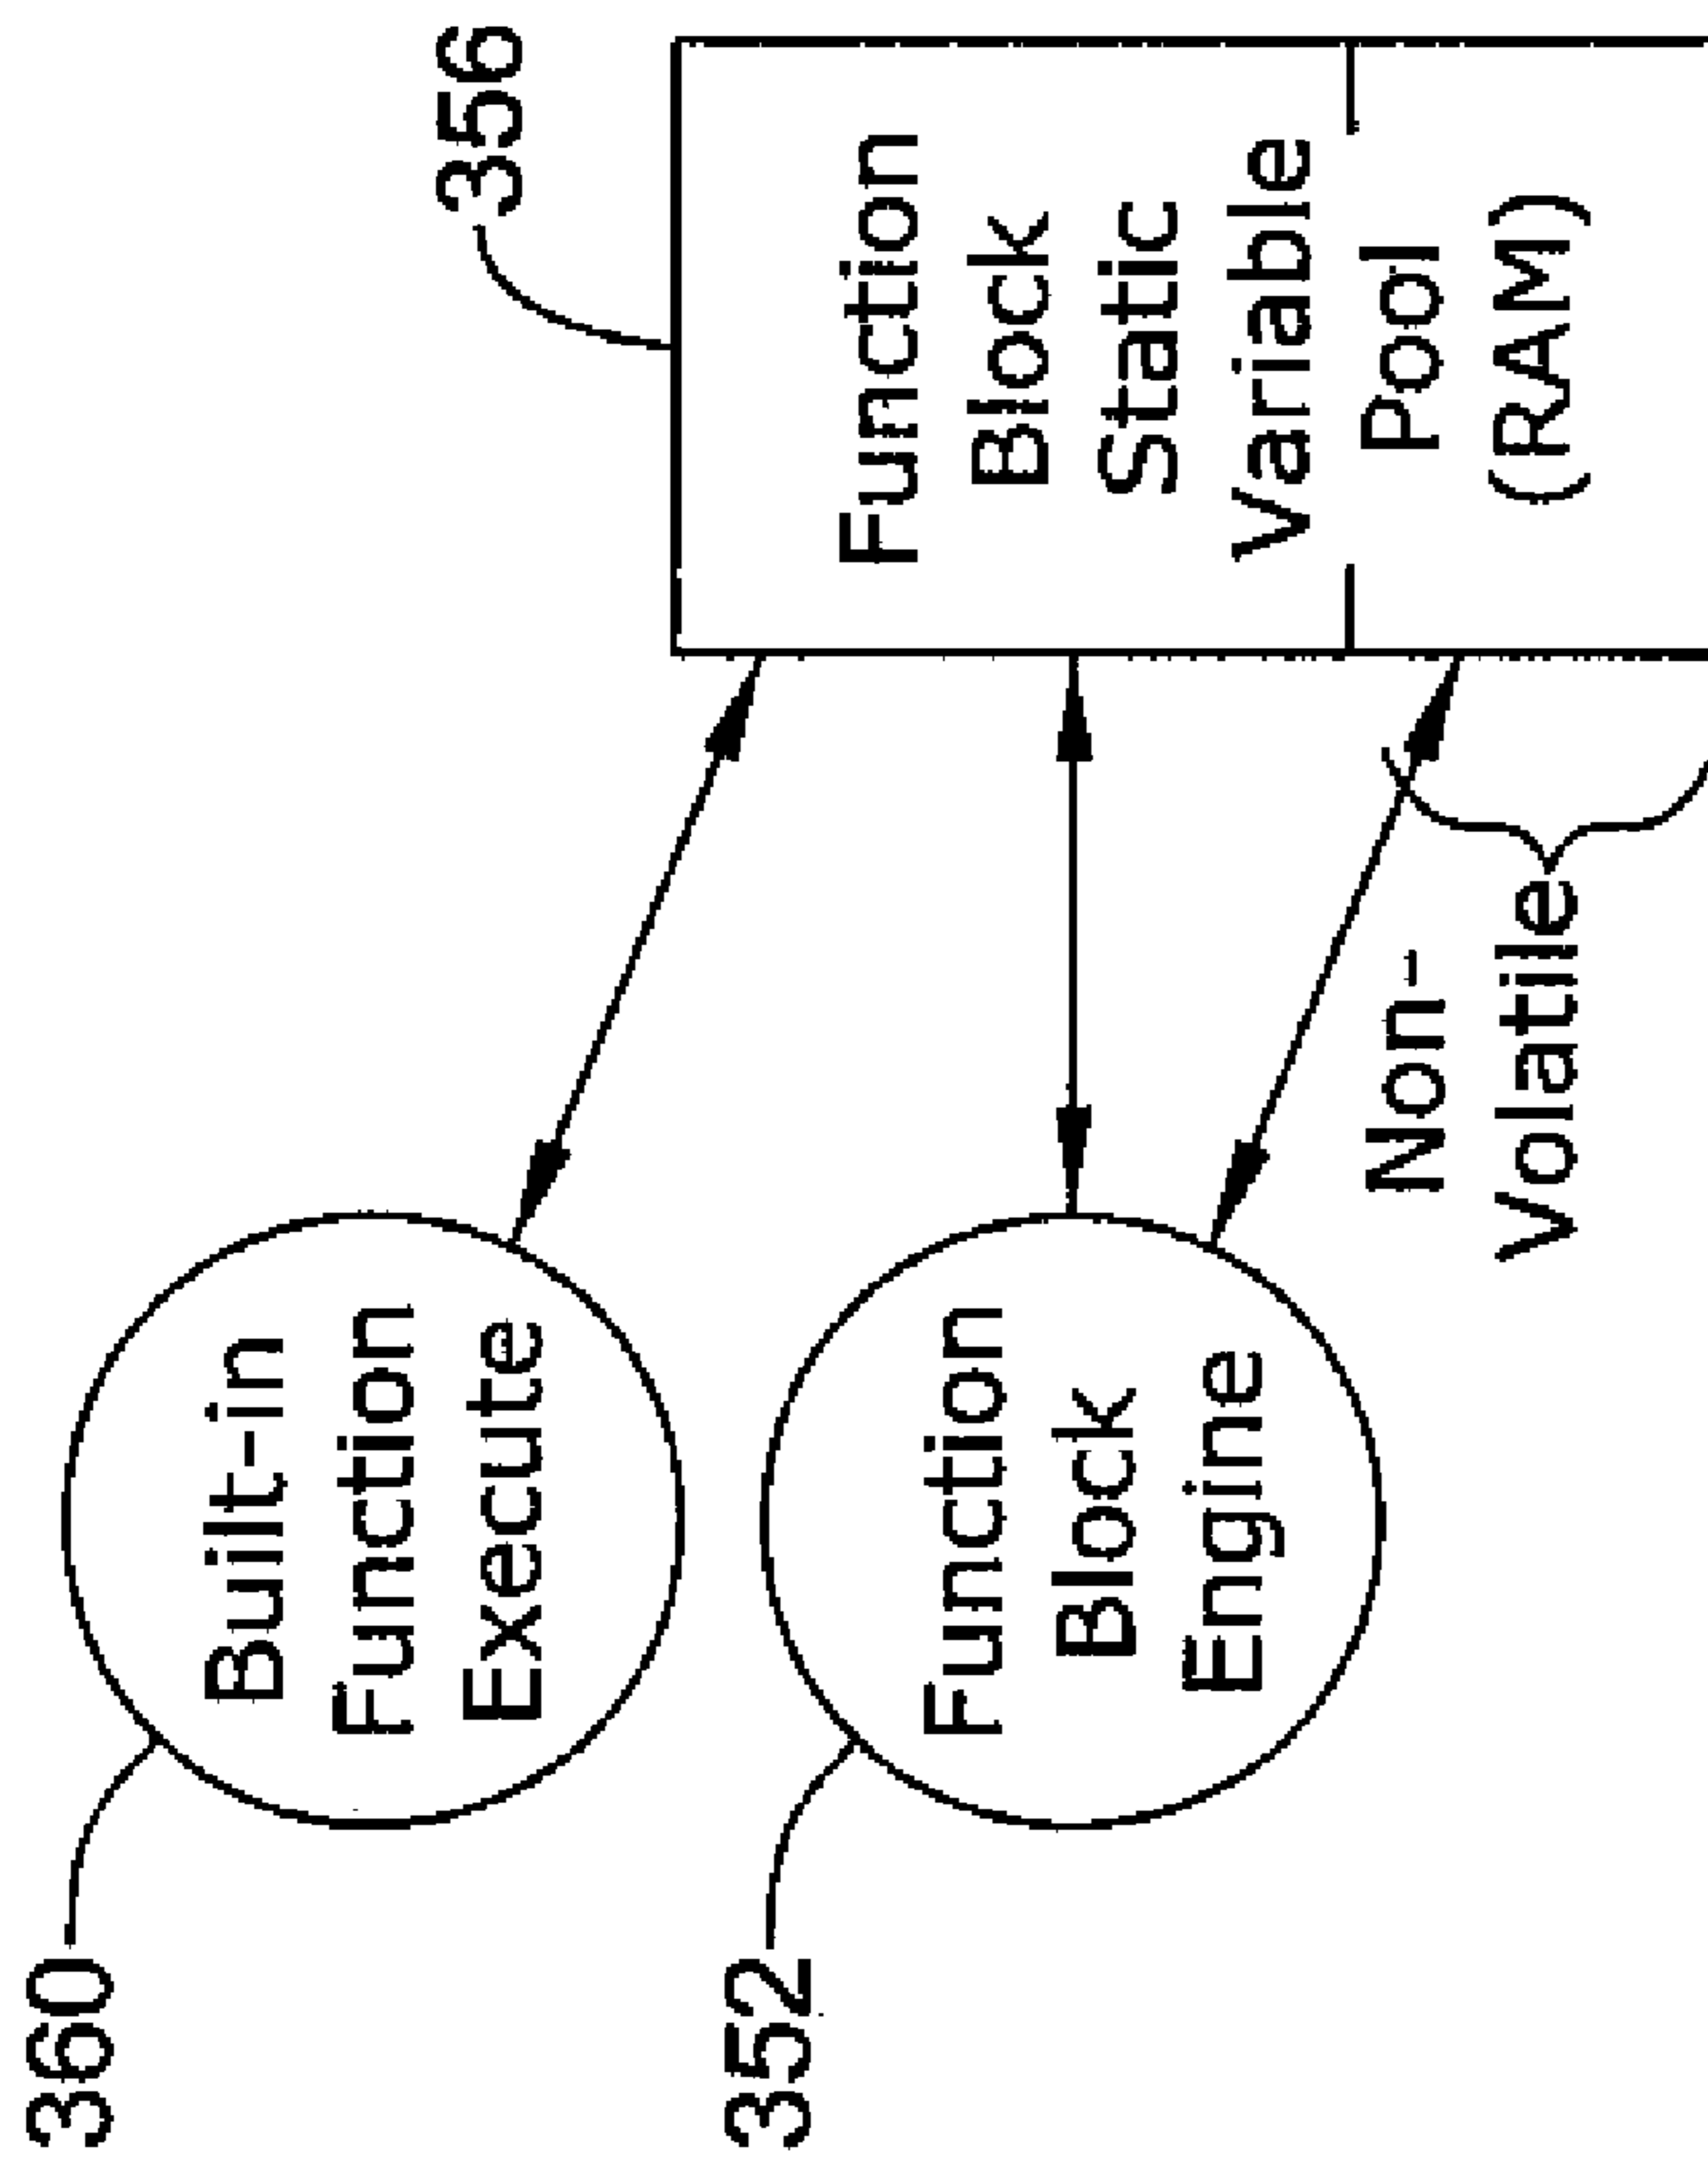 360
Built-in
Function
Execute
356
352
Function
Block
Engine
Function
Block
Static
Variable
Pool
(RAM)
Non-
Volatile